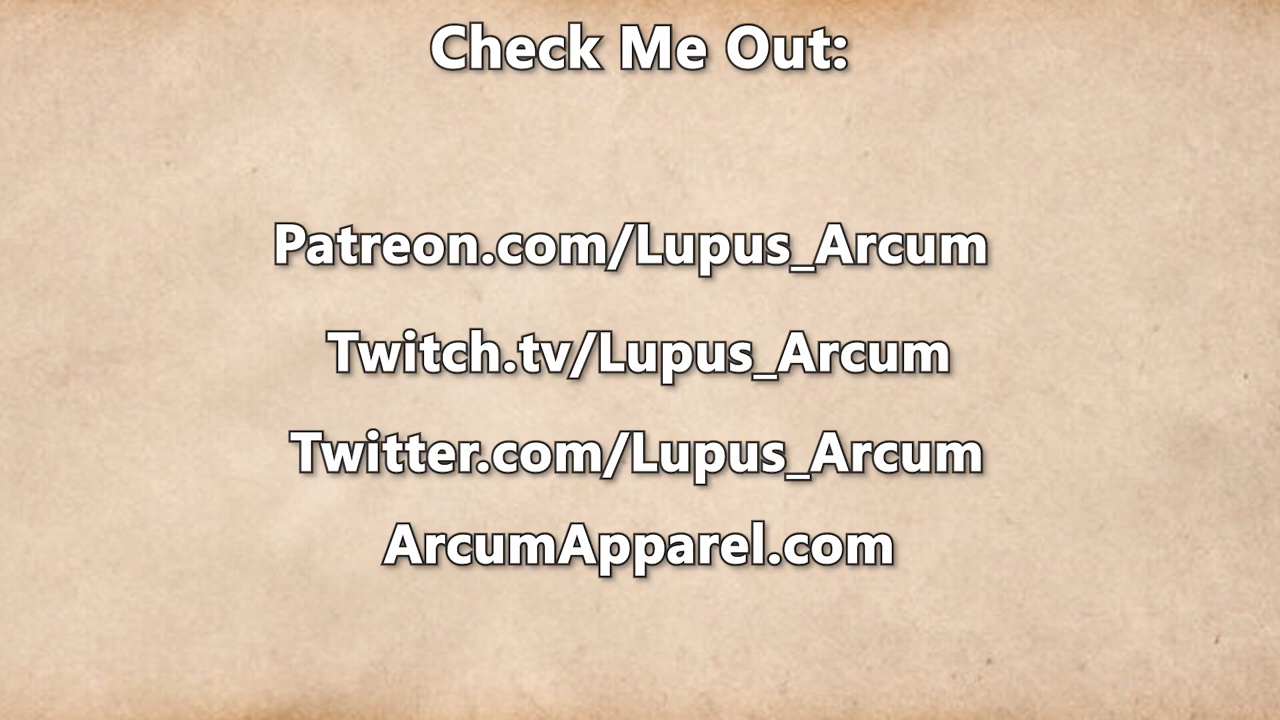 Check Me Out:
Patreon.com/Lupus_Arcum
Twitch.tv/Lupus_Arcum
Twitter.com/Lupus_Arcum
ArcumApparel.com